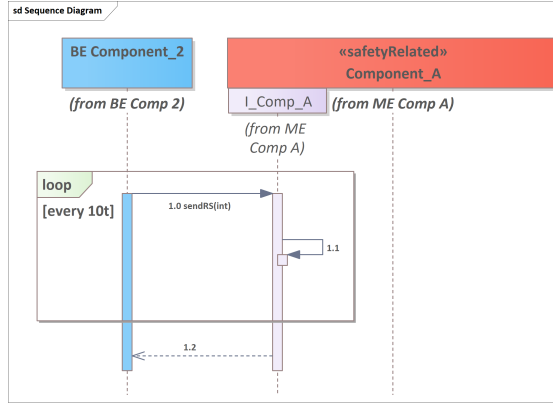 sd Sequence Diagram
BE Component_2
«safetyRelated»
Component_A
(from BE Comp 2)
I_Comp_A
(from ME Comp A)
(from ME
Comp A)
loop
[every 10t]
1.0 sendRS(int)
1.1
1.2